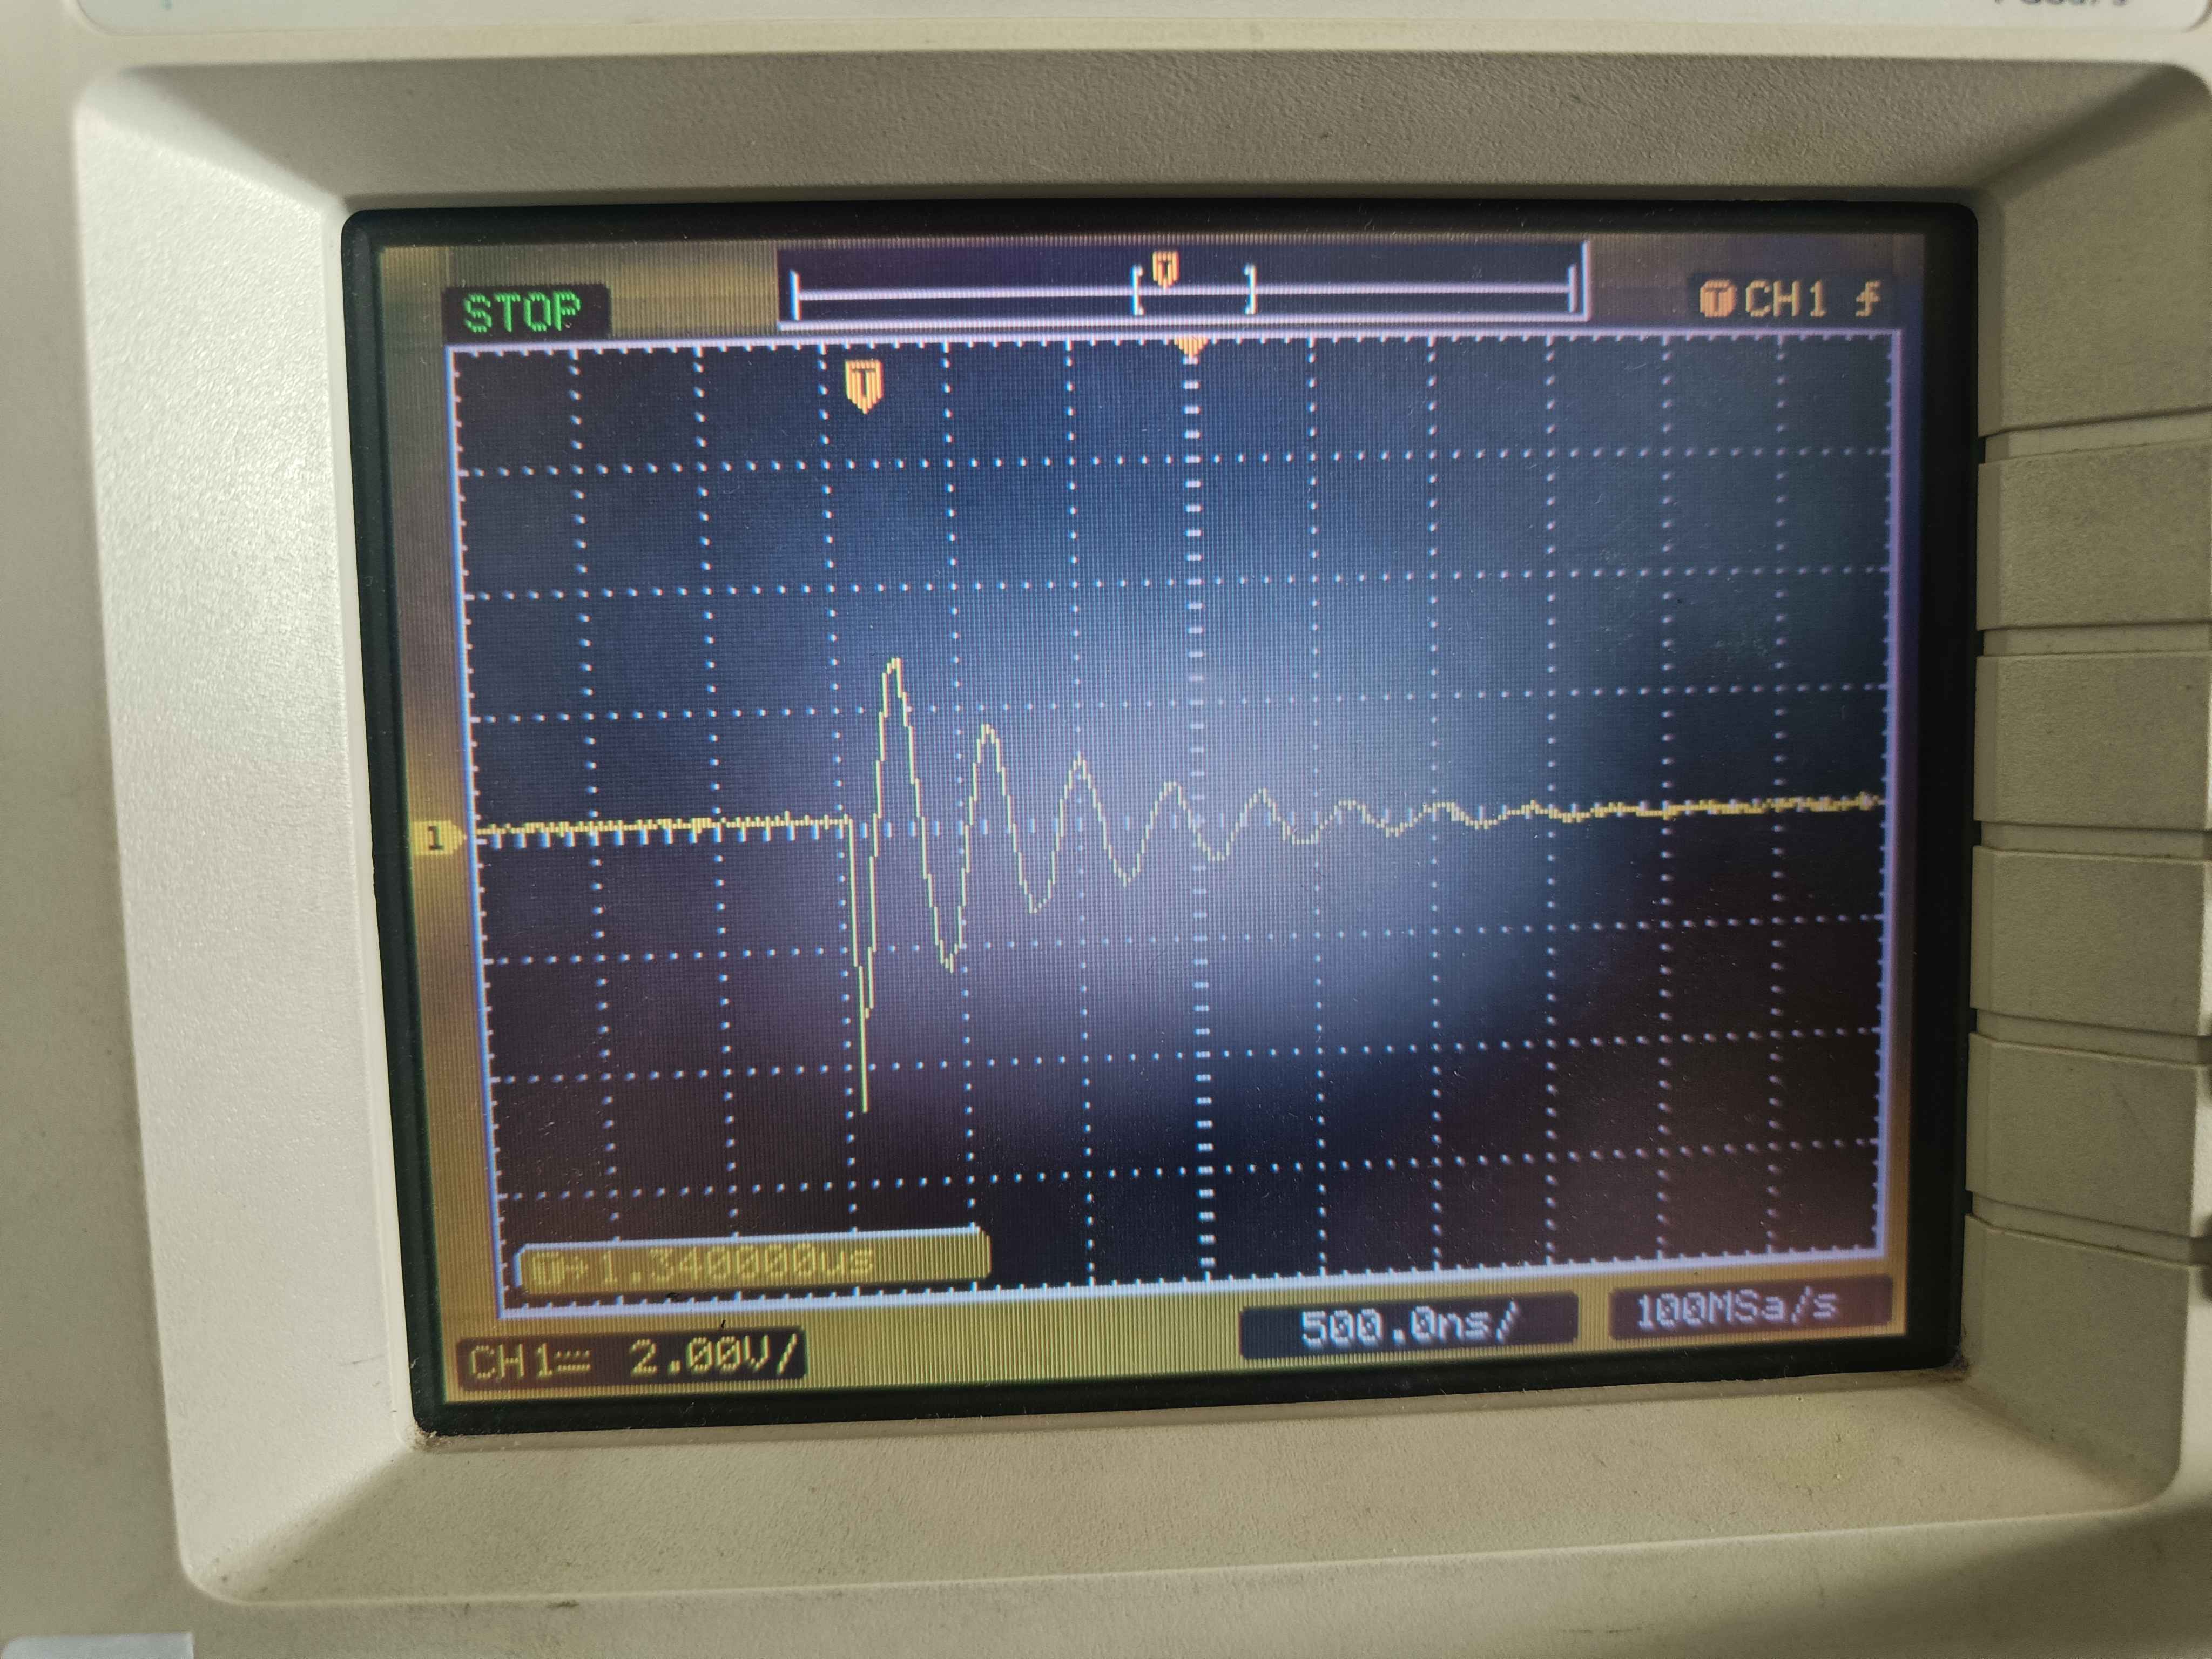 STOP
T
T CH1
T
1
T→1.340000us
CH1 2.00V/
500.0ns/
100MSa/s